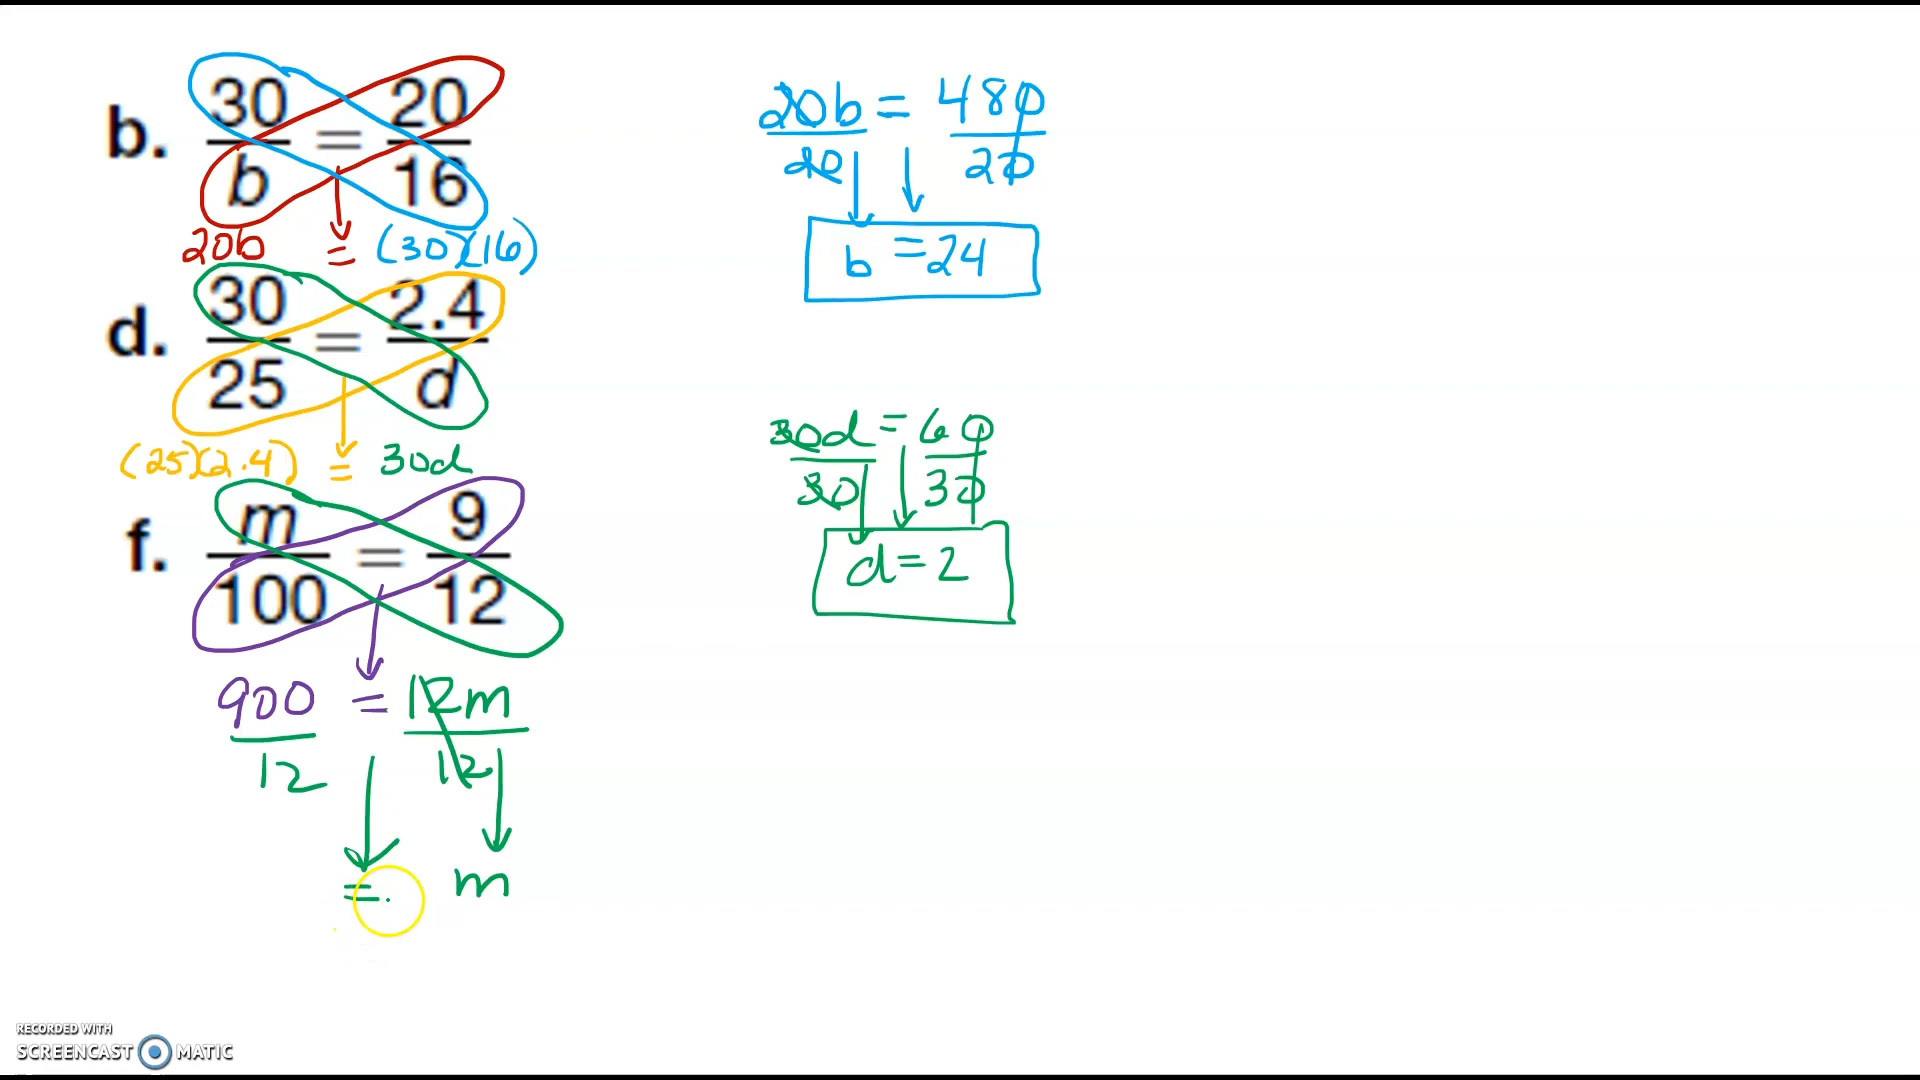 b. 30/b = 20/16
20b = (30)(16)
20b = 480
20 20
b = 24
d. 30/25 = 2.4/d
(25)(2.4) = 30d
30d = 60
30 30
d = 2
f. m/100 = 9/12
900 = 12m
12 12
= m
RECORDED WITH
SCREENCAST MATIC